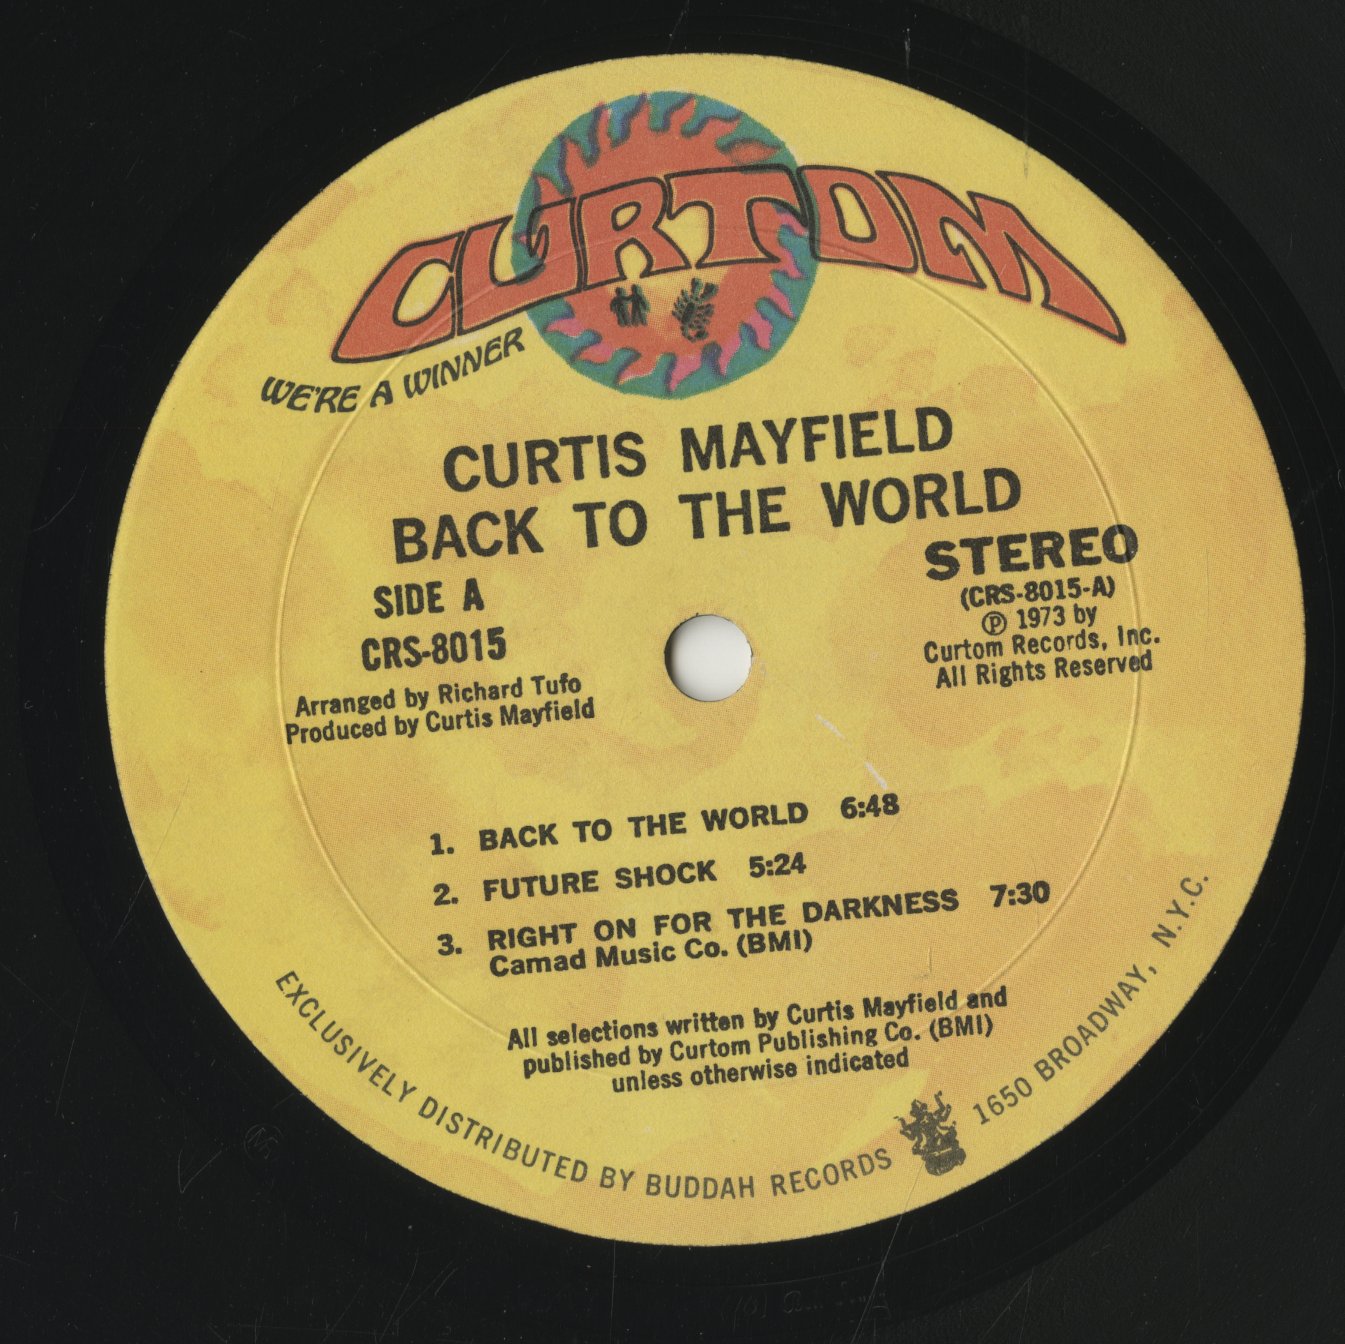 CURTOM
WE'RE A WINNER
CURTIS MAYFIELD
BACK TO THE WORLD
STEREO
SIDE A
CRS-8015
(CRS-8015-A)
℗ 1973 by
Curtom Records, Inc.
All Rights Reserved
Arranged by Richard Tufo
Produced by Curtis Mayfield
1. BACK TO THE WORLD 6:48
2. FUTURE SHOCK 5:24
3. RIGHT ON FOR THE DARKNESS 7:30
Camad Music Co. (BMI)
All selections written by Curtis Mayfield and
published by Curtom Publishing Co. (BMI)
unless otherwise indicated
EXCLUSIVELY DISTRIBUTED BY BUDDAH RECORDS 1650 BROADWAY, N.Y.C.